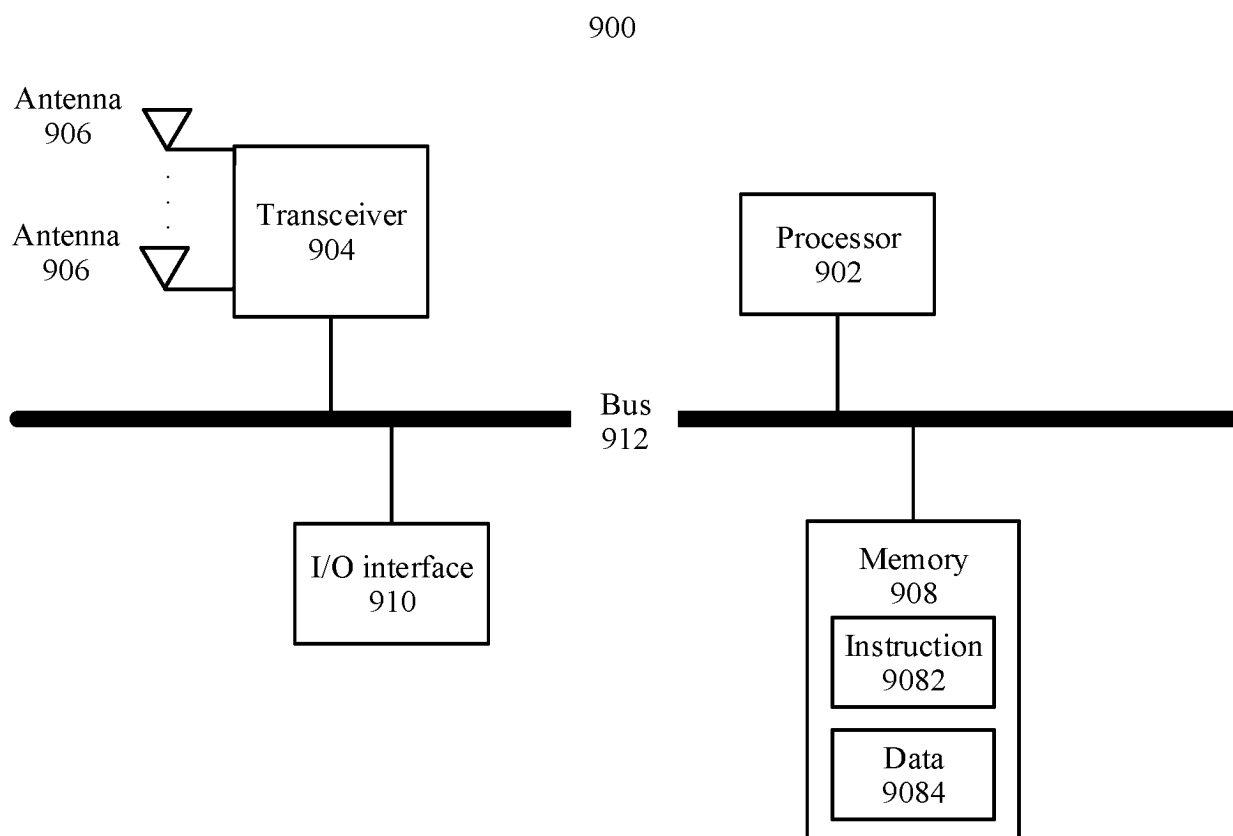 900
Antenna
906
Antenna
906
Transceiver
904
Processor
902
Bus
912
I/O interface
910
Memory
908
Instruction
9082
Data
9084